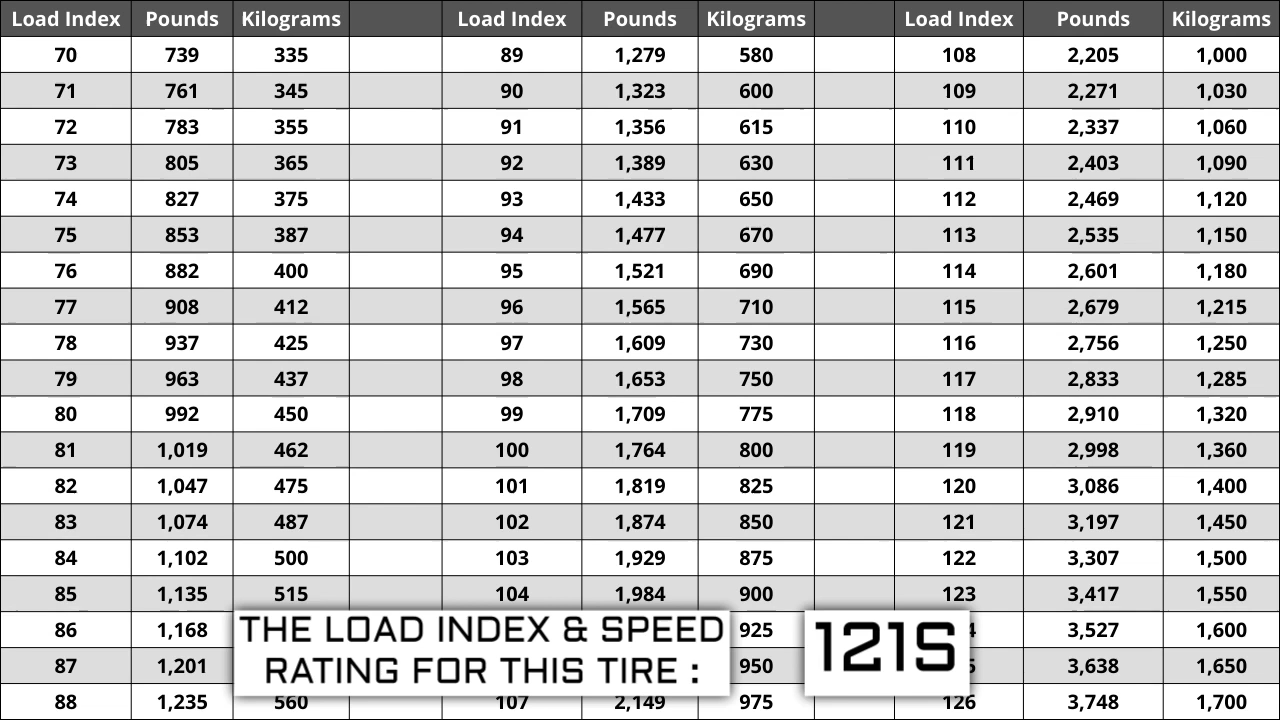 Load Index Pounds Kilograms Load Index Pounds Kilograms Load Index Pounds Kilograms
70 739 335 89 1,279 580 108 2,205 1,000
71 761 345 90 1,323 600 109 2,271 1,030
72 783 355 91 1,356 615 110 2,337 1,060
73 805 365 92 1,389 630 111 2,403 1,090
74 827 375 93 1,433 650 112 2,469 1,120
75 853 387 94 1,477 670 113 2,535 1,150
76 882 400 95 1,521 690 114 2,601 1,180
77 908 412 96 1,565 710 115 2,679 1,215
78 937 425 97 1,609 730 116 2,756 1,250
79 963 437 98 1,653 750 117 2,833 1,285
80 992 450 99 1,709 775 118 2,910 1,320
81 1,019 462 100 1,764 800 119 2,998 1,360
82 1,047 475 101 1,819 825 120 3,086 1,400
83 1,074 487 102 1,874 850 121 3,197 1,450
84 1,102 500 103 1,929 875 122 3,307 1,500
85 1,135 515 104 1,984 900 123 3,417 1,550
86 1,168 925 3,527 1,600
87 1,201 950 3,638 1,650
88 1,235 560 107 2,149 975 126 3,748 1,700
THE LOAD INDEX & SPEED
RATING FOR THIS TIRE :
121S